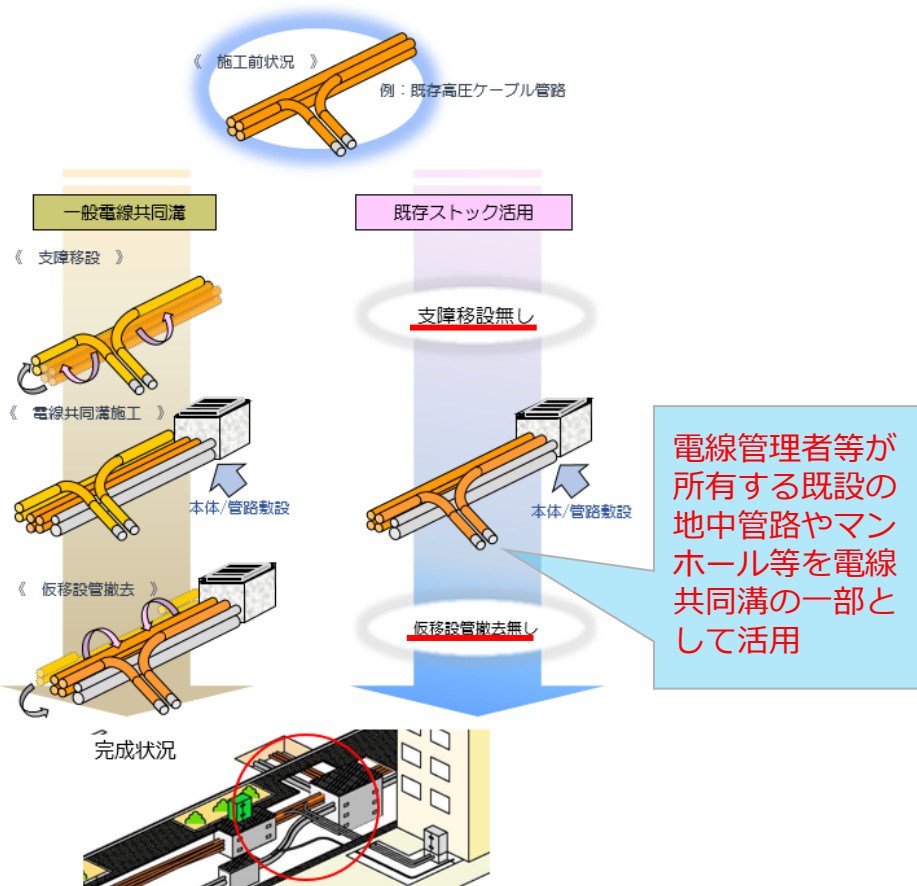 《 施工前状況 》
例：既存高圧ケーブル管路
一般電線共同溝
既存ストック活用
《 支障移設 》
支障移設無し
《 電線共同溝施工 》
本体/管路敷設
本体/管路敷設
電線管理者等が
所有する既設の
地中管路やマン
ホール等を電線
共同溝の一部と
して活用
《 仮移設管撤去 》
仮移設管撤去無し
完成状況